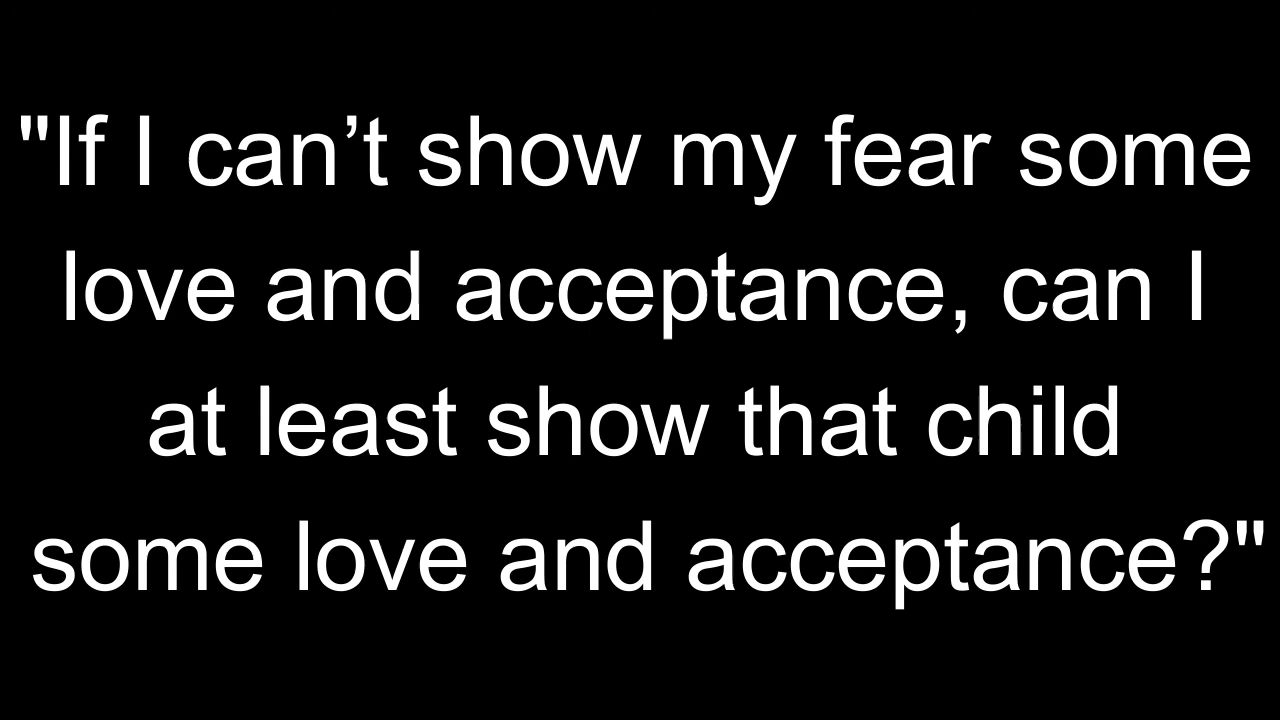 "If I can’t show my fear some
love and acceptance, can I
at least show that child
some love and acceptance?"